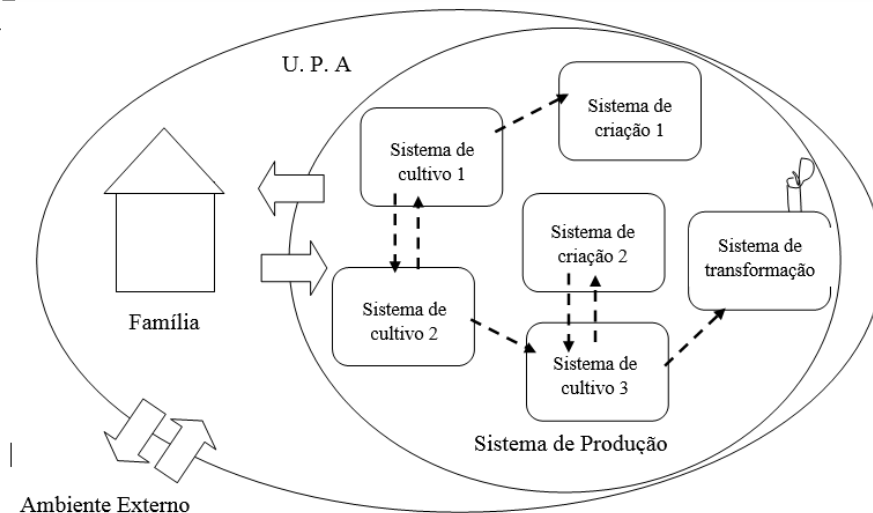 U. P. A
Sistema de
criação 1
Sistema de
cultivo 1
Sistema de
criação 2
Sistema de
transformação
Família
Sistema de
cultivo 2
Sistema de
cultivo 3
Sistema de Produção
Ambiente Externo